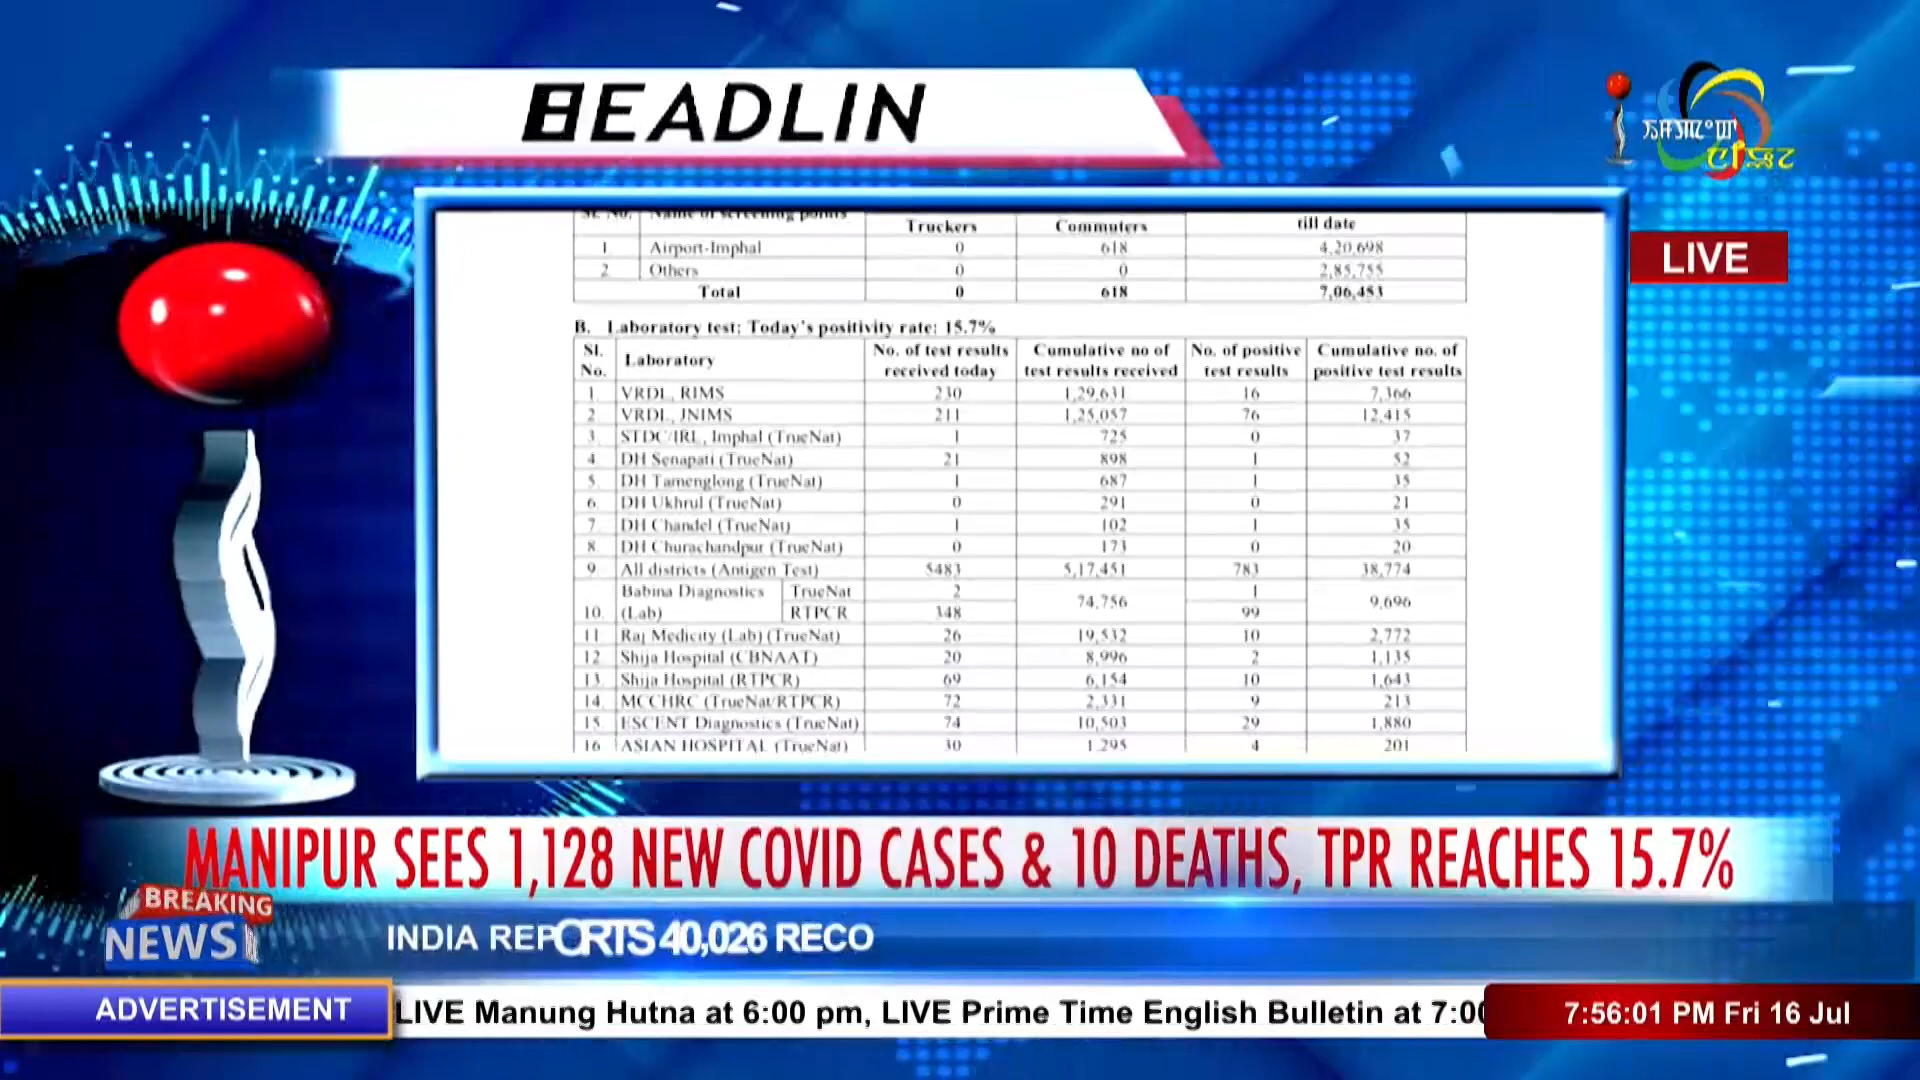 EADLIN
LIVE
Sl. No. Name of screening points Truckers Commuters till date
1 Airport-Imphal 0 618 4,20,698
2 Others 0 0 2,85,755
Total 0 618 7,06,453
B. Laboratory test: Today's positivity rate: 15.7%
Sl. No. Laboratory No. of test results received today Cumulative no of test results received No. of positive test results Cumulative no. of positive test results
1. VRDL, RIMS 230 1,29,631 16 7,366
2 VRDL, JNIMS 211 1,25,057 76 12,415
3. STDC/IRL, Imphal (TrueNat) 1 725 0 37
4 DH Senapati (TrueNat) 21 898 1 52
5. DH Tamenglong (TrueNat) 1 687 1 35
6. DH Ukhrul (TrueNat) 0 291 0 21
7. DH Chandel (TrueNat) 1 102 1 35
8. DH Churachandpur (TrueNat) 0 173 0 20
9. All districts (Antigen Test) 5483 5,17,451 783 38,774
10. Babina Diagnostics (Lab) TrueNat 2 74,756 1 9,696
RTPCR 348 99
11 Raj Medicity (Lab) (TrueNat) 26 19,532 10 2,772
12. Shija Hospital (CBNAAT) 20 8,996 2 1,135
13. Shija Hospital (RTPCR) 69 6,154 10 1,643
14. MCCHRC (TrueNat/RTPCR) 72 2,331 9 213
15. ESCENT Diagnostics (TrueNat) 74 10,503 29 1,880
16 ASIAN HOSPITAL (TrueNat) 30 1,295 4 201
MANIPUR SEES 1,128 NEW COVID CASES & 10 DEATHS, TPR REACHES 15.7%
BREAKING
NEWS
INDIA REPORTS 40,026 RECO
ADVERTISEMENT
LIVE Manung Hutna at 6:00 pm, LIVE Prime Time English Bulletin at 7:00
7:56:01 PM Fri 16 Jul